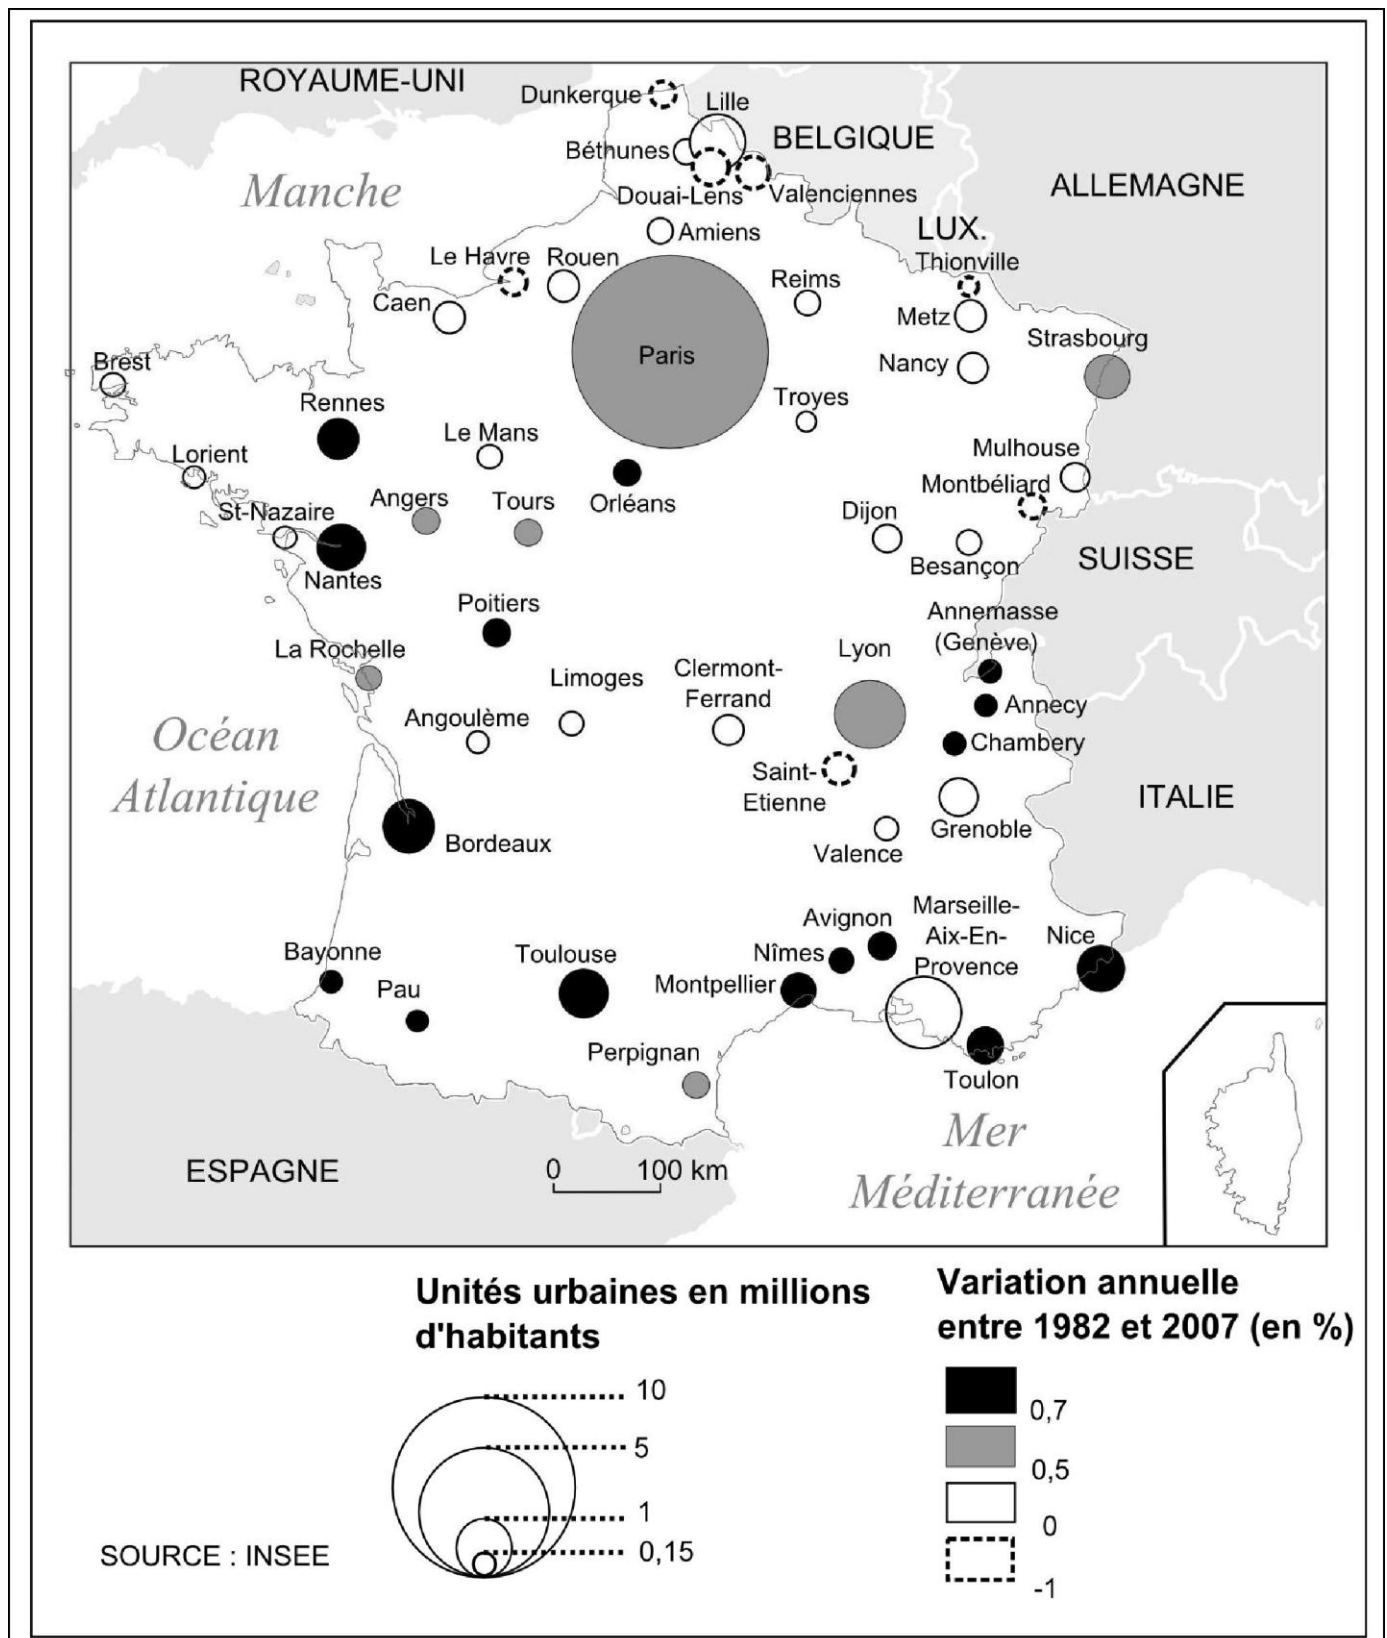 ROYAUME-UNI
Dunkerque
Lille
BELGIQUE
Béthunes
ALLEMAGNE
Manche
Douai-Lens
Valenciennes
Amiens
LUX.
Le Havre
Rouen
Thionville
Reims
Caen
Metz
Strasbourg
Paris
Brest
Nancy
Rennes
Troyes
Le Mans
Lorient
Mulhouse
Montbéliard
Angers
Tours
Orléans
St-Nazaire
Dijon
SUISSE
Besançon
Nantes
Poitiers
Annemasse
(Genève)
La Rochelle
Lyon
Limoges
Clermont-
Ferrand
Annecy
Angoulème
Océan
Atlantique
Chambery
Saint-
Etienne
ITALIE
Grenoble
Bordeaux
Valence
Avignon
Marseille-
Aix-En-
Provence
Nice
Bayonne
Toulouse
Nîmes
Montpellier
Pau
Perpignan
Toulon
Mer
Méditerranée
ESPAGNE
0
100 km
Unités urbaines en millions
d'habitants
10
5
1
0,15
Variation annuelle
entre 1982 et 2007 (en %)
0,7
0,5
0
-1
SOURCE : INSEE